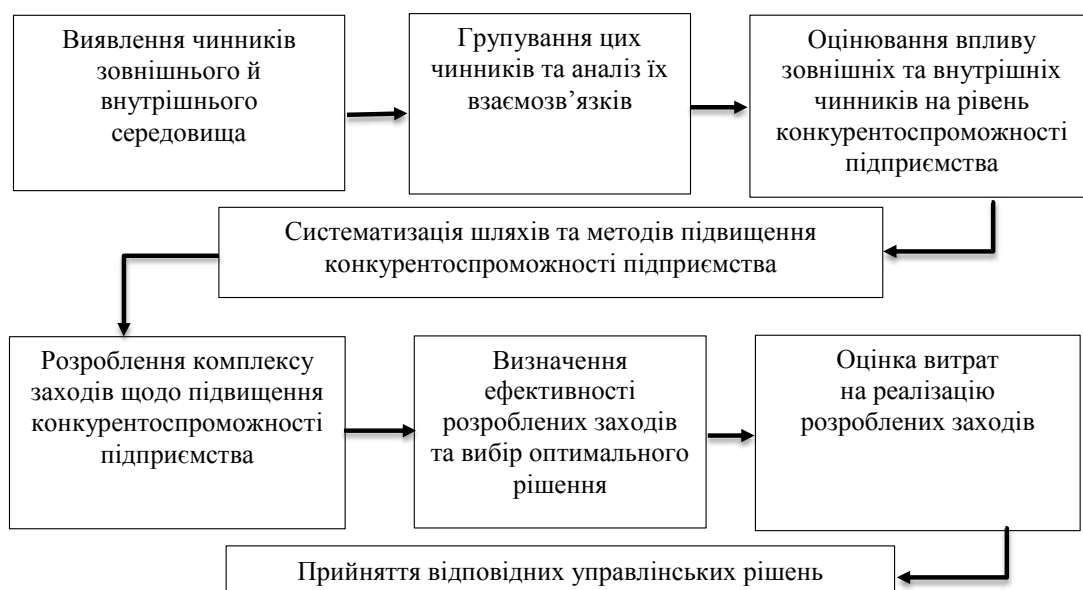 Виявлення чинників
зовнішнього й
внутрішнього
середовища
Групування цих
чинників та аналіз їх
взаємозв’язків
Оцінювання впливу
зовнішніх та внутрішніх
чинників на рівень
конкурентоспроможності
підприємства
Систематизація шляхів та методів підвищення
конкурентоспроможності підприємства
Розроблення комплексу
заходів щодо підвищення
конкурентоспроможності
підприємства
Визначення
ефективності
розроблених заходів
та вибір оптимального
рішення
Оцінка витрат
на реалізацію
розроблених заходів
Прийняття відповідних управлінських рішень